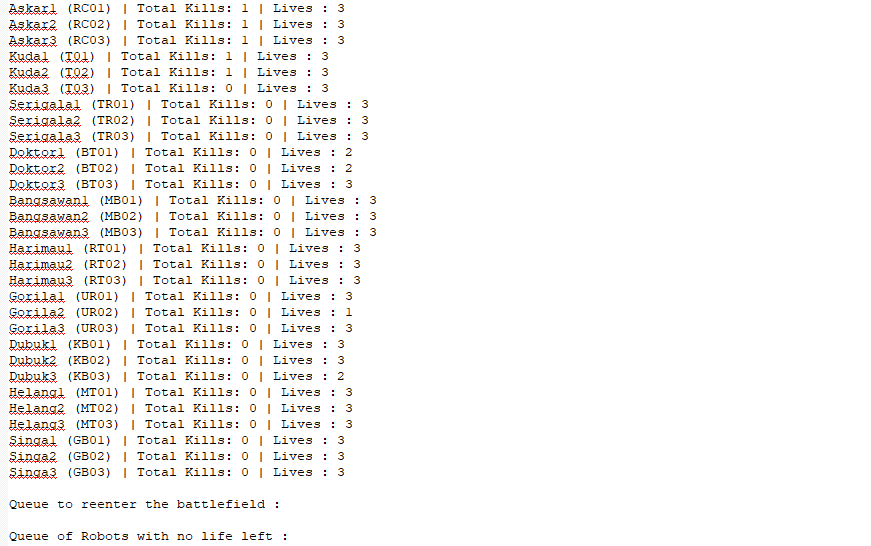 Askar1 (RC01) | Total Kills: 1 | Lives : 3
Askar2 (RC02) | Total Kills: 1 | Lives : 3
Askar3 (RC03) | Total Kills: 1 | Lives : 3
Kuda1 (T01) | Total Kills: 1 | Lives : 3
Kuda2 (T02) | Total Kills: 1 | Lives : 3
Kuda3 (T03) | Total Kills: 0 | Lives : 3
Serigala1 (TR01) | Total Kills: 0 | Lives : 3
Serigala2 (TR02) | Total Kills: 0 | Lives : 3
Serigala3 (TR03) | Total Kills: 0 | Lives : 3
Doktor1 (BT01) | Total Kills: 0 | Lives : 2
Doktor2 (BT02) | Total Kills: 0 | Lives : 2
Doktor3 (BT03) | Total Kills: 0 | Lives : 3
Bangsawan1 (MB01) | Total Kills: 0 | Lives : 3
Bangsawan2 (MB02) | Total Kills: 0 | Lives : 3
Bangsawan3 (MB03) | Total Kills: 0 | Lives : 3
Harimau1 (RT01) | Total Kills: 0 | Lives : 3
Harimau2 (RT02) | Total Kills: 0 | Lives : 3
Harimau3 (RT03) | Total Kills: 0 | Lives : 3
Gorila1 (UR01) | Total Kills: 0 | Lives : 3
Gorila2 (UR02) | Total Kills: 0 | Lives : 1
Gorila3 (UR03) | Total Kills: 0 | Lives : 3
Dubuk1 (KB01) | Total Kills: 0 | Lives : 3
Dubuk2 (KB02) | Total Kills: 0 | Lives : 3
Dubuk3 (KB03) | Total Kills: 0 | Lives : 2
Helang1 (MT01) | Total Kills: 0 | Lives : 3
Helang2 (MT02) | Total Kills: 0 | Lives : 3
Helang3 (MT03) | Total Kills: 0 | Lives : 3
Singa1 (GB01) | Total Kills: 0 | Lives : 3
Singa2 (GB02) | Total Kills: 0 | Lives : 3
Singa3 (GB03) | Total Kills: 0 | Lives : 3
Queue to reenter the battlefield :
Queue of Robots with no life left :